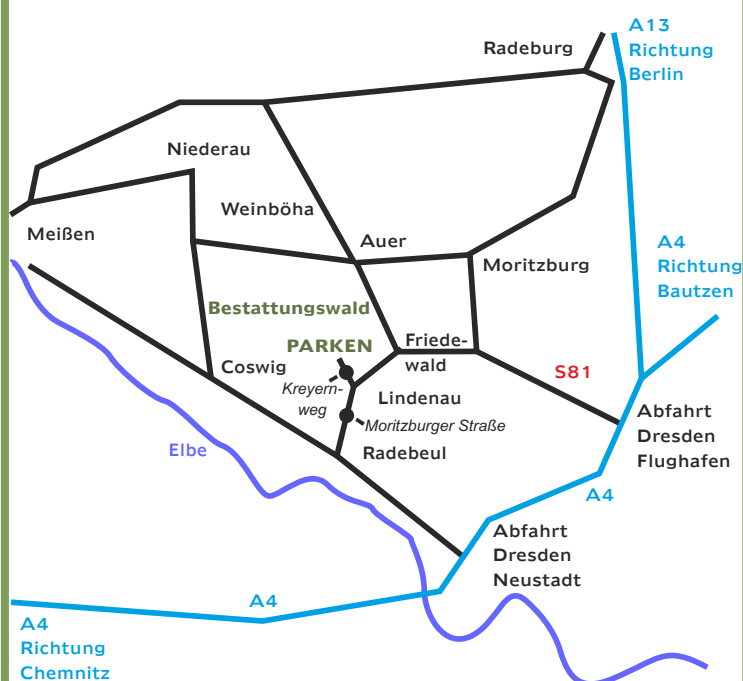 Radeburg
A13
Richtung
Berlin
Niederau
Weinböha
Meißen
Auer
Moritzburg
A4
Richtung
Bautzen
Bestattungswald
PARKEN
Friede-
wald
Coswig
Kreyern-
weg
S81
Lindenau
Moritzburger Straße
Radebeul
Abfahrt
Dresden
Flughafen
Elbe
A4
Abfahrt
Dresden
Neustadt
A4
A4
Richtung
Chemnitz